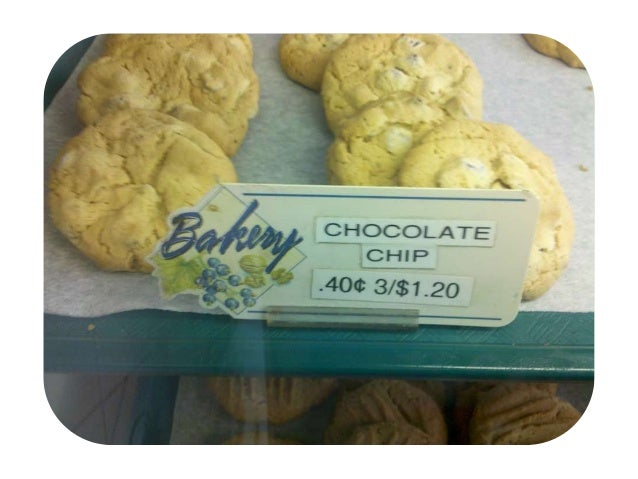 Bakery
CHOCOLATE
CHIP
.40¢ 3/$1.20